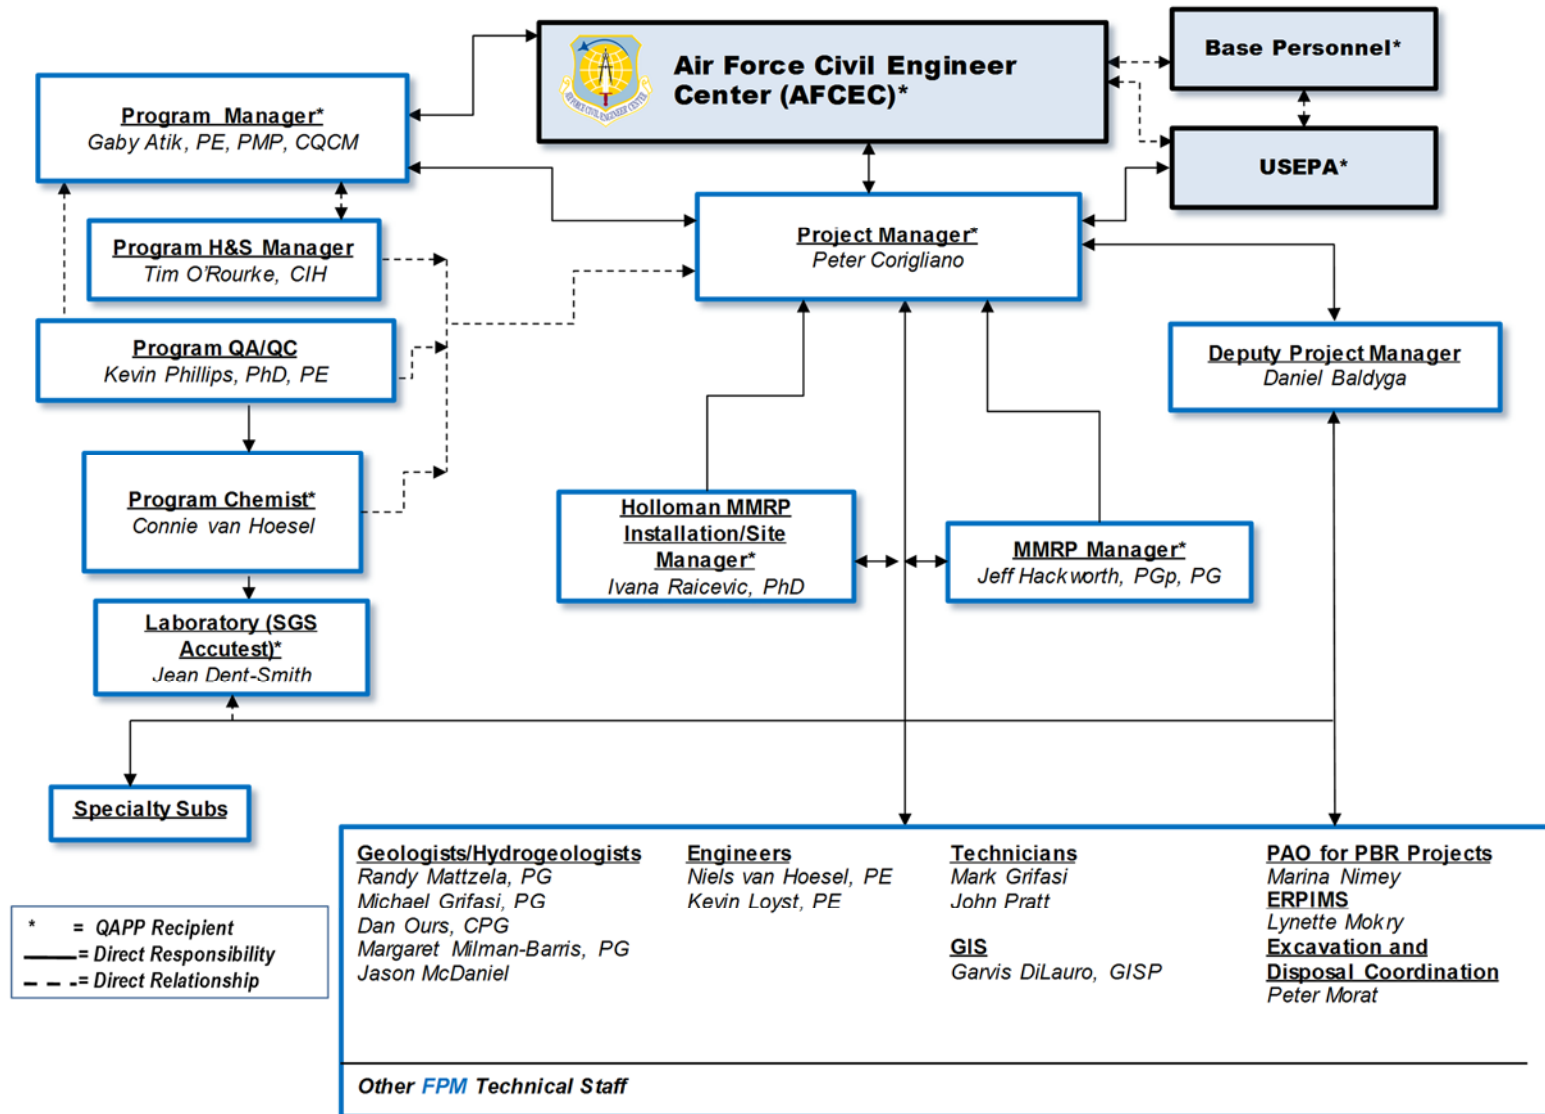 Air Force Civil Engineer
Center (AFCEC)*
AIR FORCE CIVIL ENGINEER CENTER
Base Personnel*
USEPA*
Program Manager*
Gaby Atik, PE, PMP, CQCM
Program H&S Manager
Tim O'Rourke, CIH
Project Manager*
Peter Corigliano
Program QA/QC
Kevin Phillips, PhD, PE
Deputy Project Manager
Daniel Baldyga
Program Chemist*
Connie van Hoesel
Holloman MMRP
Installation/Site
Manager*
Ivana Raicevic, PhD
MMRP Manager*
Jeff Hackworth, PGp, PG
Laboratory (SGS
Accutest)*
Jean Dent-Smith
Specialty Subs
Geologists/Hydrogeologists
Randy Mattzela, PG
Michael Grifasi, PG
Dan Ours, CPG
Margaret Milman-Barris, PG
Jason McDaniel
Engineers
Niels van Hoesel, PE
Kevin Loyst, PE
Technicians
Mark Grifasi
John Pratt
GIS
Garvis DiLauro, GISP
PAO for PBR Projects
Marina Nimey
ERPIMS
Lynette Mokry
Excavation and
Disposal Coordination
Peter Morat
Other FPM Technical Staff
* = QAPP Recipient
= Direct Responsibility
= Direct Relationship